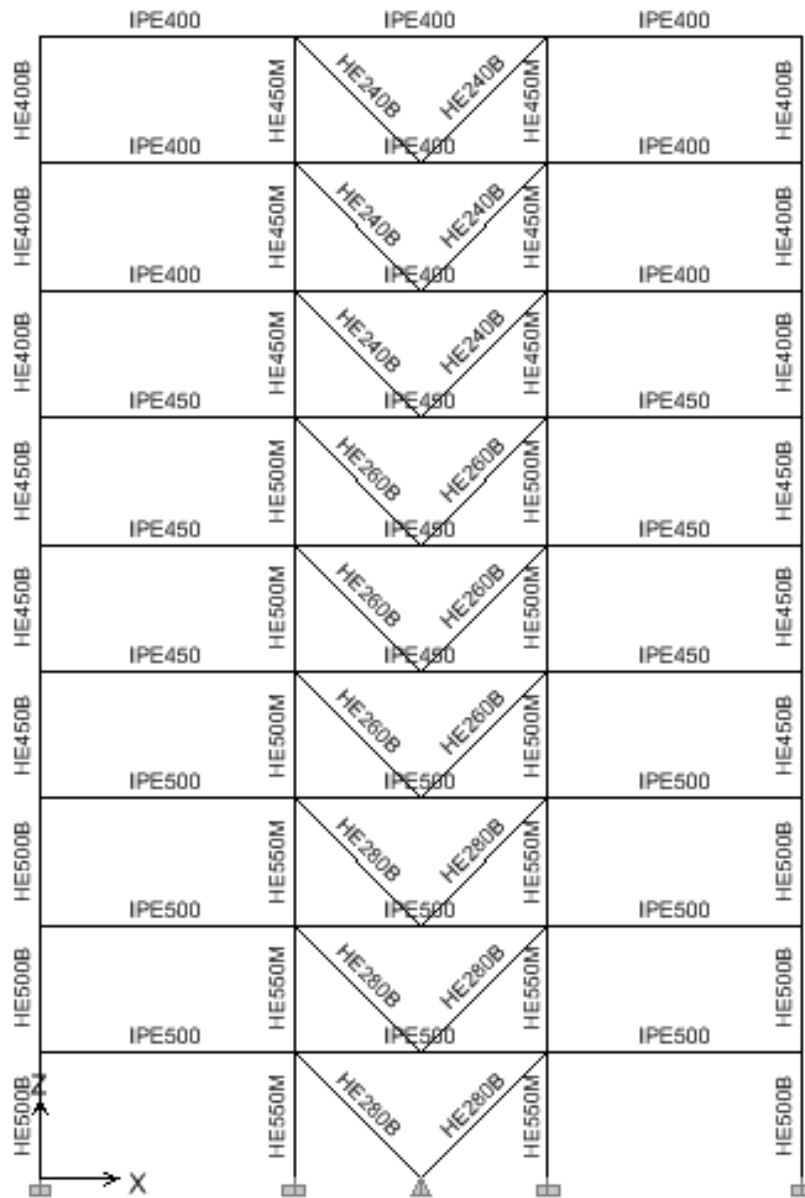 IPE400 IPE400 IPE400
HE400B HE450M HE240B HE240B HE450M HE400B
IPE400 IPE400 IPE400
HE400B HE450M HE240B HE240B HE450M HE400B
IPE400 IPE400 IPE400
HE400B HE450M HE240B HE240B HE450M HE400B
IPE450 IPE450 IPE450
HE450B HE500M HE260B HE260B HE500M HE450B
IPE450 IPE450 IPE450
HE450B HE500M HE260B HE260B HE500M HE450B
IPE450 IPE450 IPE450
HE450B HE500M HE260B HE260B HE500M HE450B
IPE500 IPE500 IPE500
HE500B HE550M HE280B HE280B HE550M HE500B
IPE500 IPE500 IPE500
HE500B HE550M HE280B HE280B HE550M HE500B
IPE500 IPE500 IPE500
HE500B HE550M HE280B HE280B HE550M HE500B
Z
X